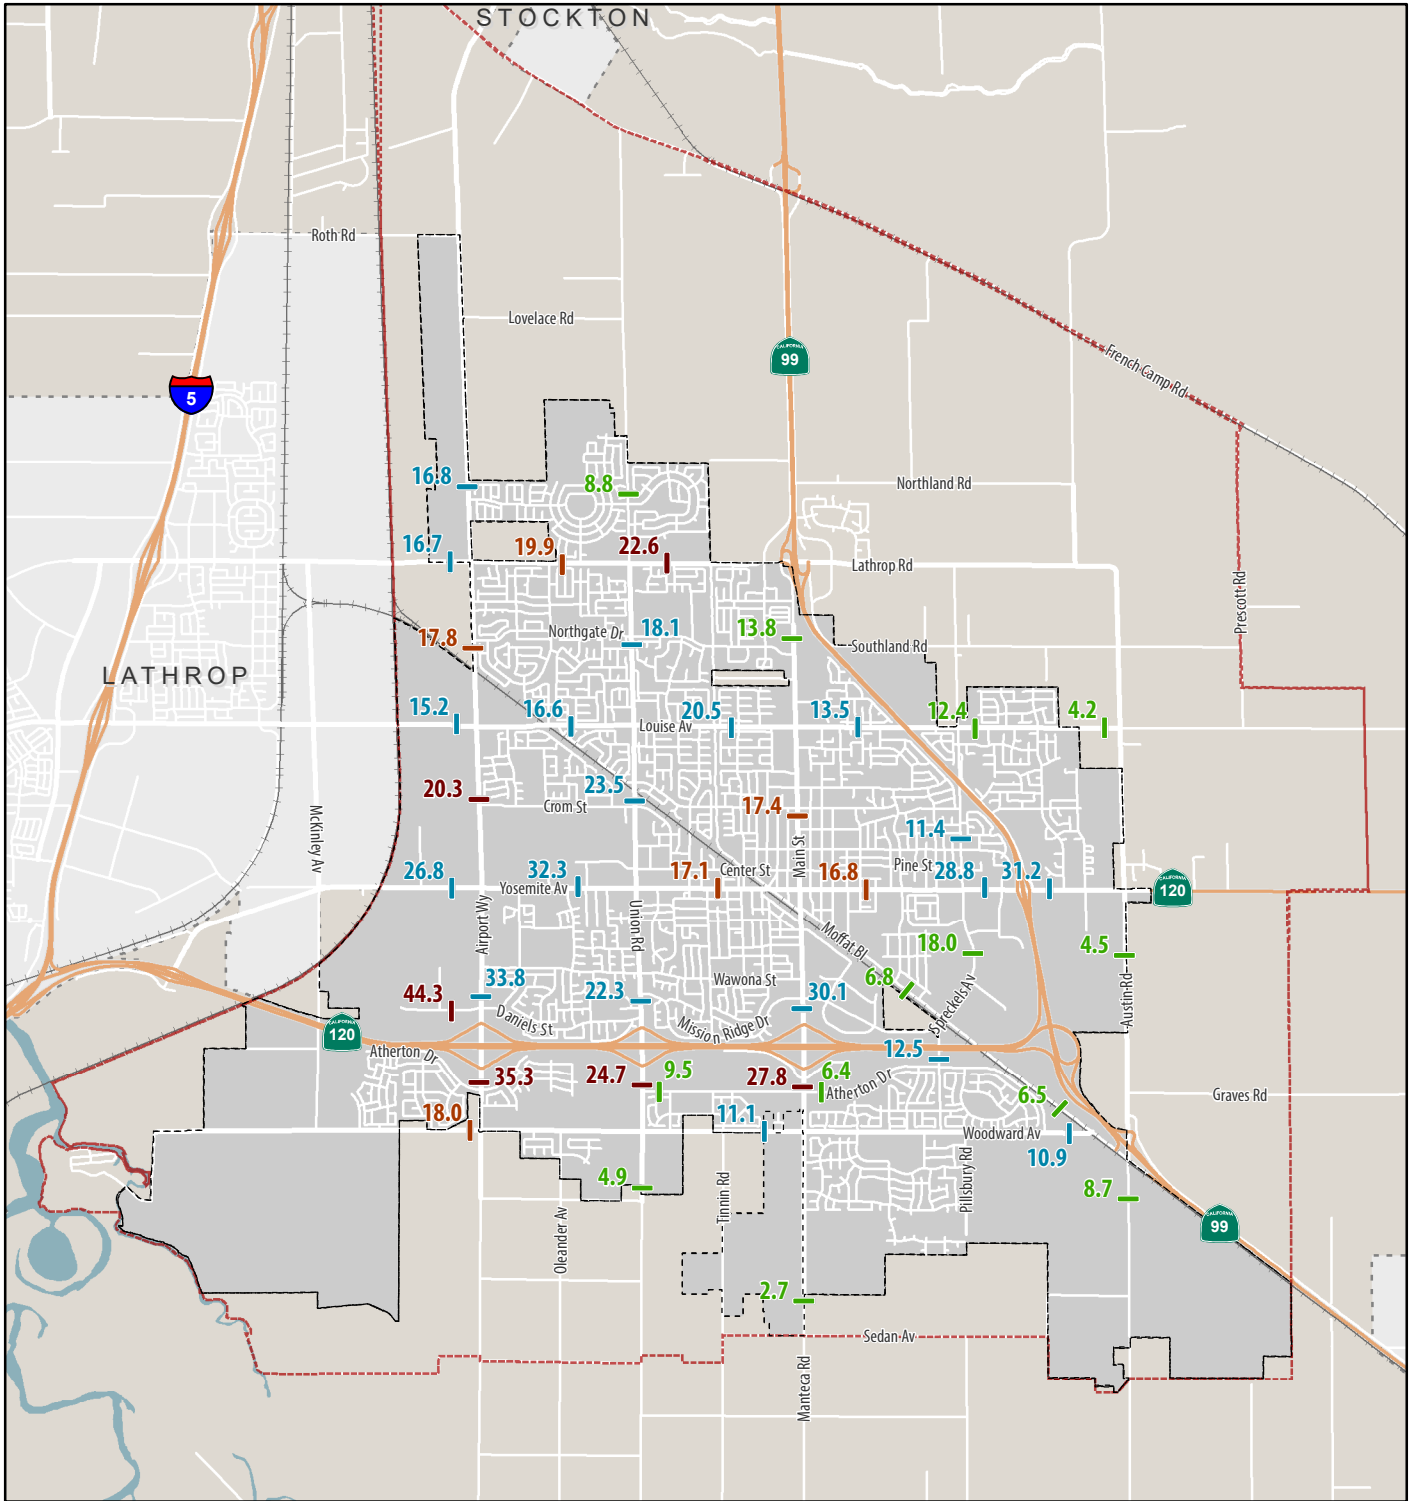 STOCKTON
Roth Rd
Lovelace Rd
CALIFORNIA
99
French Camp Rd
5
16.8
8.8
Northland Rd
16.7
19.9
22.6
Lathrop Rd
Prescott Rd
17.8
Northgate Dr
18.1
13.8
Southland Rd
LATHROP
15.2
16.6
20.5
13.5
12.4
4.2
Louise Av
20.3
23.5
Crom St
17.4
McKinley Av
Main St
11.4
26.8
32.3
17.1
Center St
16.8
Pine St
28.8
31.2
Yosemite Av
CALIFORNIA
120
Airport Wy
Union Rd
Moffat Bl
18.0
4.5
33.8
Wawona St
6.8
44.3
22.3
30.1
Spreckels Av
Austin Rd
Daniels St
Mission Ridge Dr
CALIFORNIA
120
Atherton Dr
12.5
35.3
24.7
9.5
27.8
6.4
Atherton Dr
6.5
Graves Rd
18.0
11.1
Woodward Av
10.9
4.9
Tinnin Rd
Pillsbury Rd
8.7
Oleander Av
CALIFORNIA
99
2.7
Sedan Av
Manteca Rd